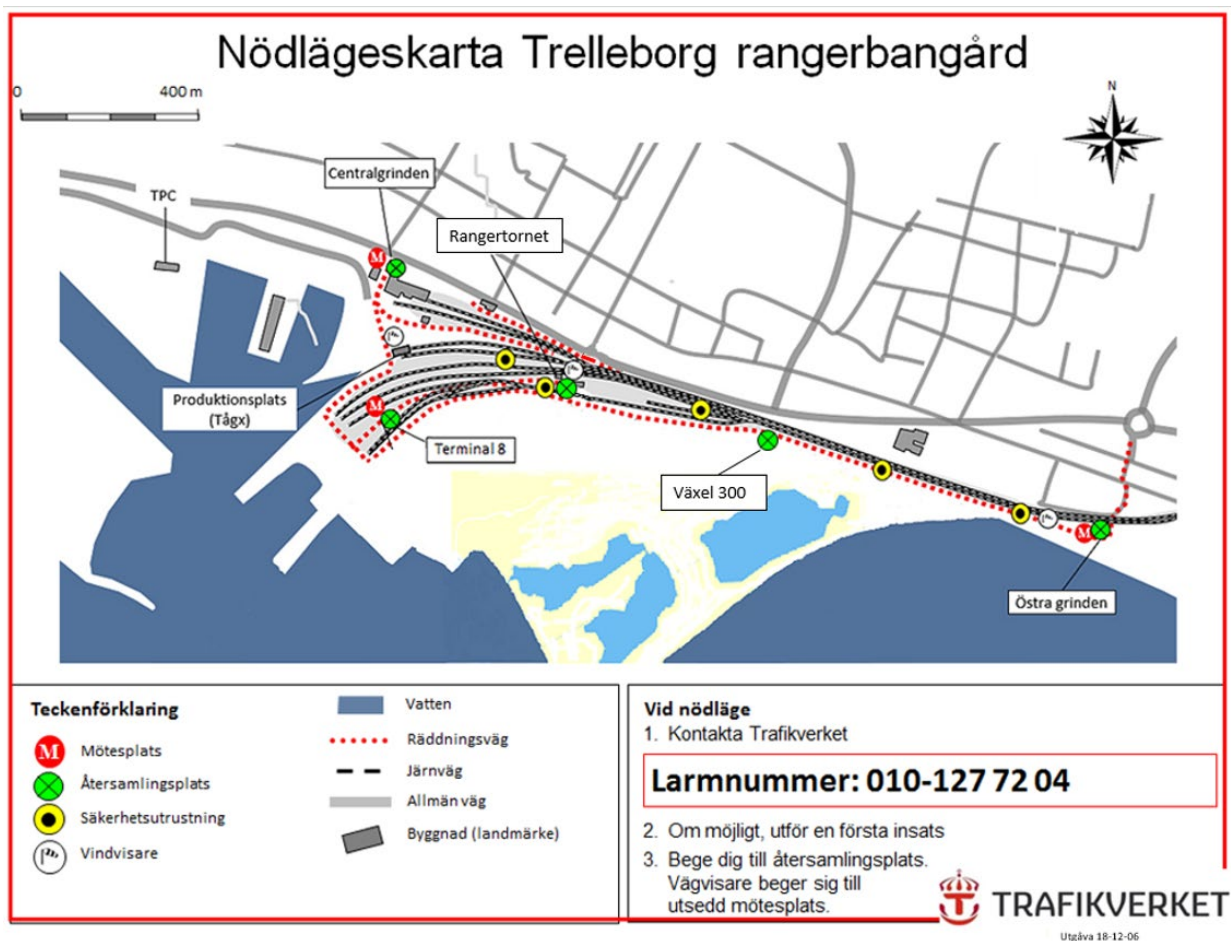 Nödlägeskarta Trelleborg rangerbangård
0 400 m
N
Centralgrinden
TPC
Rangertornet
M
Produktionsplats
(Tågx)
M
Terminal 8
Växel 300
M
Östra grinden
Teckenförklaring
M Mötesplats
Återsamlingsplats
Säkerhetsutrustning
Vindvisare
Vatten
Räddningsväg
Järnväg
Allmän väg
Byggnad (landmärke)
Vid nödläge
1. Kontakta Trafikverket
Larmnummer: 010-127 72 04
2. Om möjligt, utför en första insats
3. Bege dig till återsamlingsplats.
Vägvisare beger sig till
utsedd mötesplats.
TRAFIKVERKET
Utgåva 18-12-06